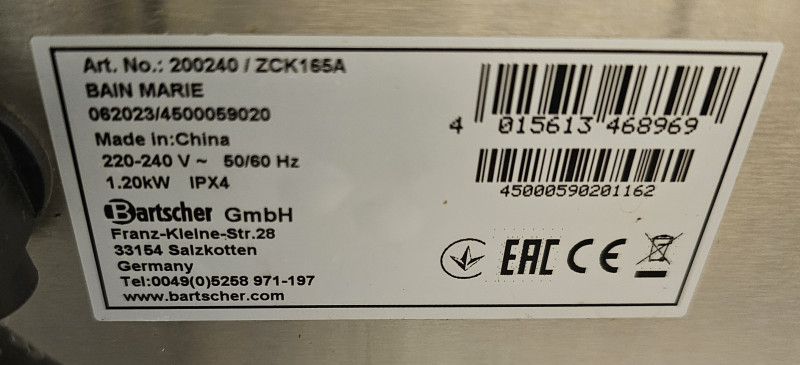 Art. No.: 200240 / ZCK165A
BAIN MARIE
062023/4500059020
Made in:China
220-240 V ~ 50/60 Hz
1.20kW IPX4
Bartscher GmbH
Franz-Kleine-Str.28
33154 Salzkotten
Germany
Tel:0049(0)5258 971-197
www.bartscher.com
4 015613 468969
45000590201162
EAC CE